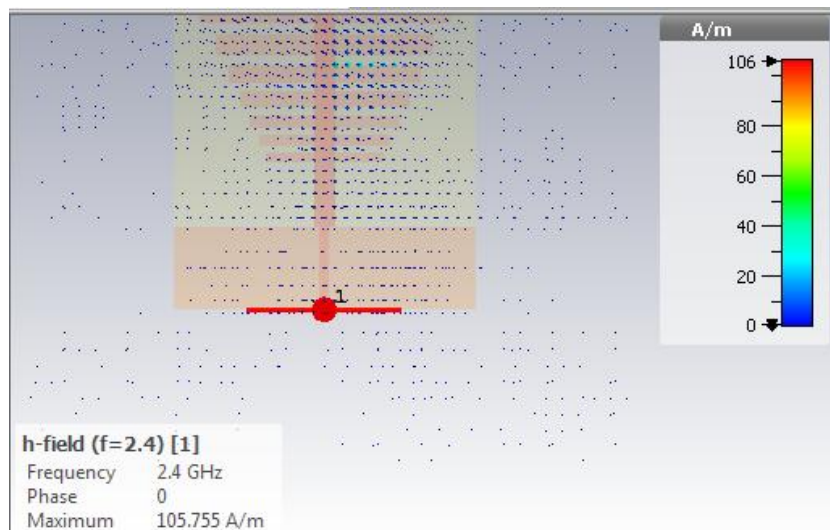 A/m
106
80
60
40
20
0
1
h-field (f=2.4) [1]
Frequency 2.4 GHz
Phase 0
Maximum 105.755 A/m